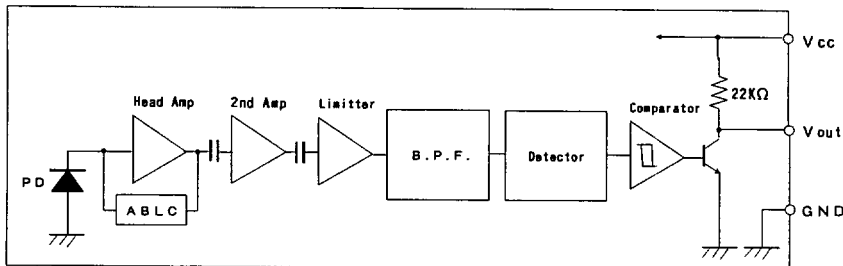 Vcc
Head Amp
2nd Amp
Limitter
Comparator
22KΩ
Vout
B.P.F.
Detector
PD
ABLC
GND